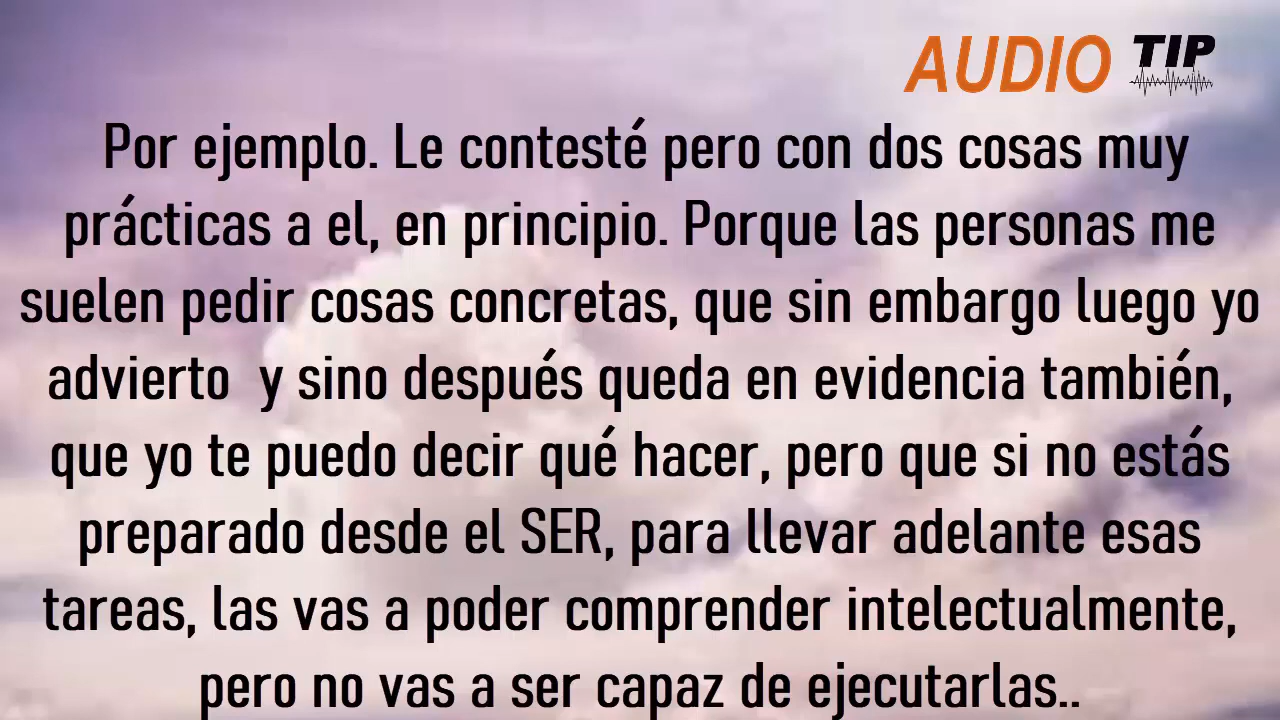 AUDIO TIP
Por ejemplo. Le contesté pero con dos cosas muy
prácticas a el, en principio. Porque las personas me
suelen pedir cosas concretas, que sin embargo luego yo
advierto  y sino después queda en evidencia también,
que yo te puedo decir qué hacer, pero que si no estás
preparado desde el SER, para llevar adelante esas
tareas, las vas a poder comprender intelectualmente,
pero no vas a ser capaz de ejecutarlas..